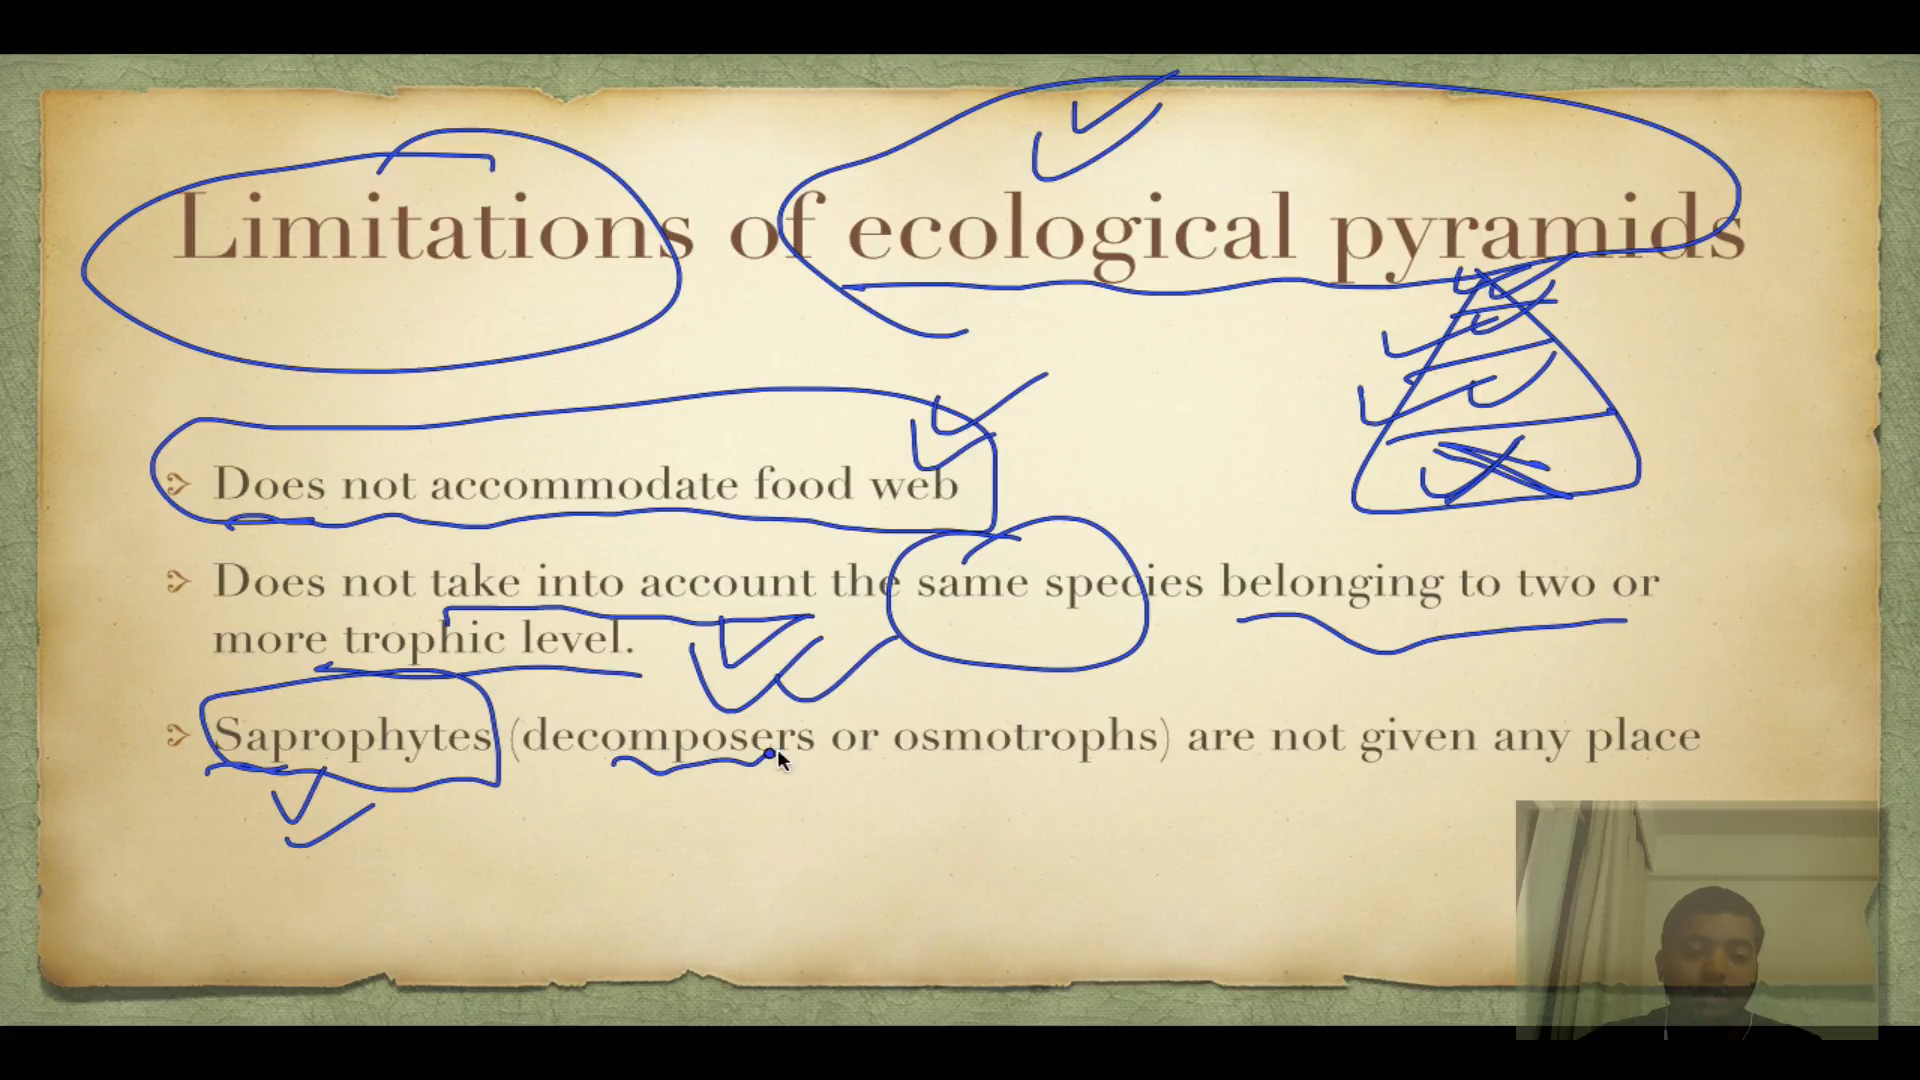 Limitations of ecological pyramids
Does not accommodate food web
Does not take into account the same species belonging to two or
more trophic level.
Saprophytes (decomposers or osmotrophs) are not given any place